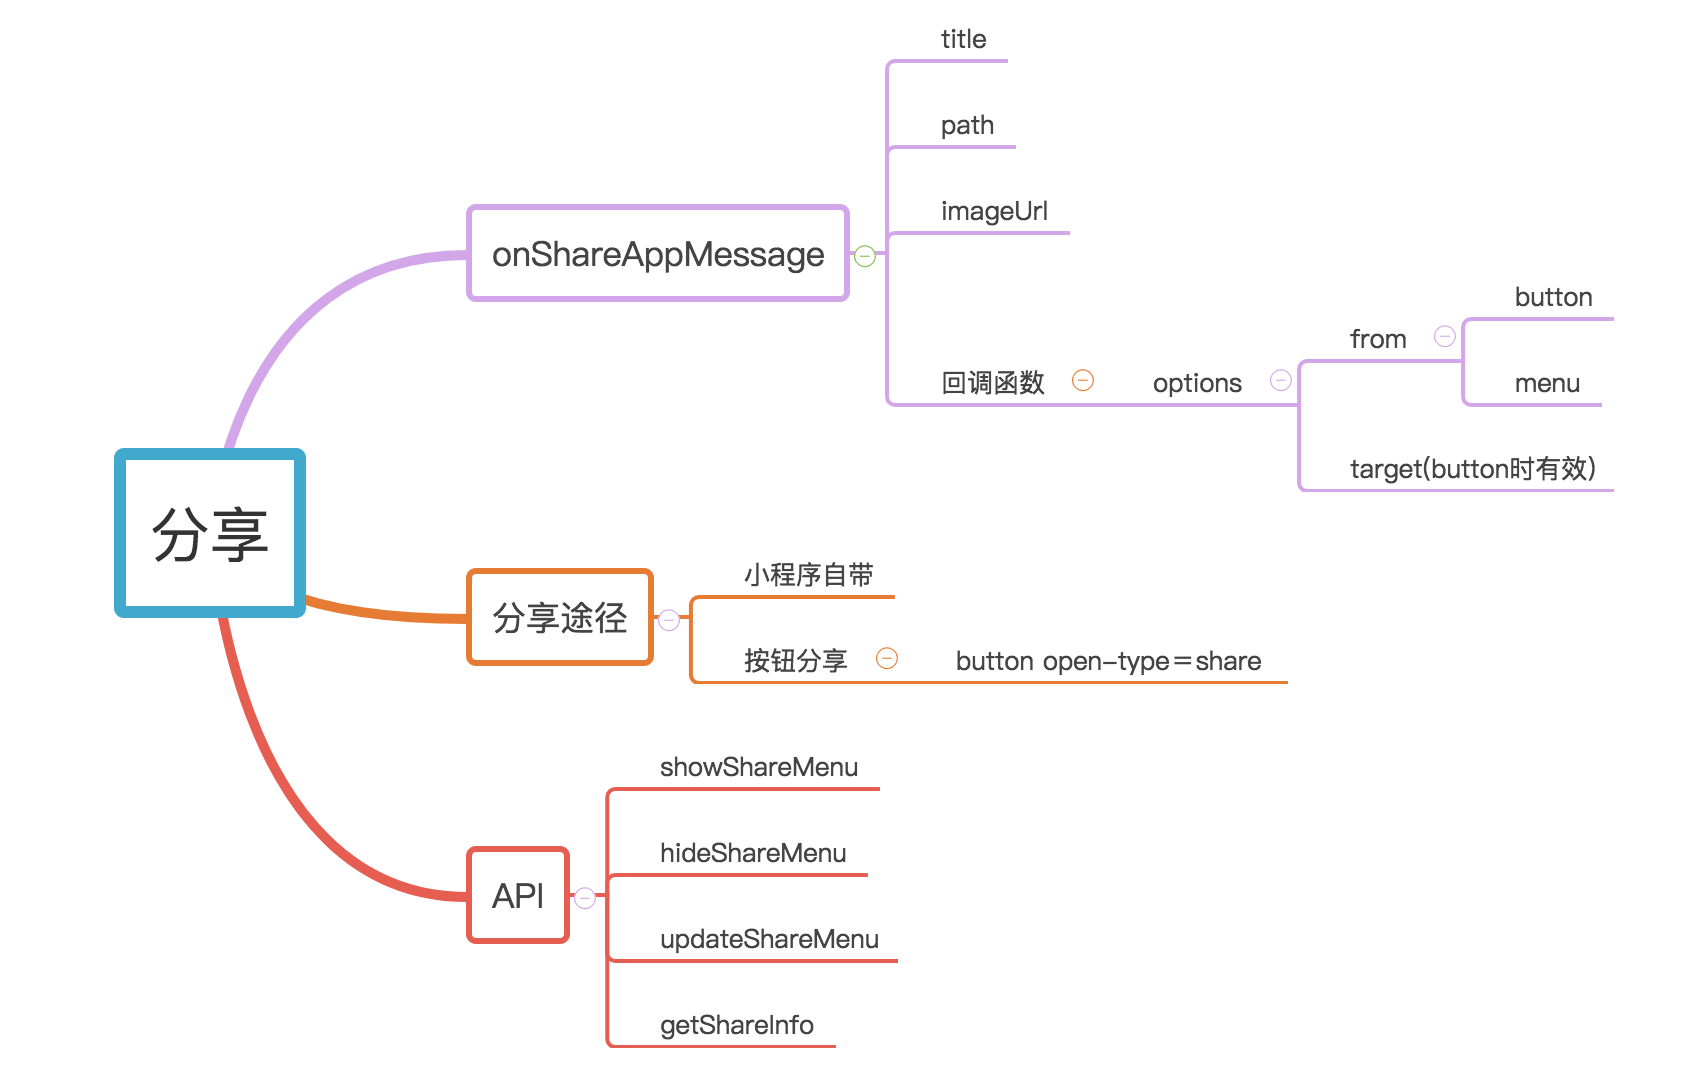 分享
onShareAppMessage
title
path
imageUrl
回调函数
options
from
button
menu
target(button时有效)
分享途径
小程序自带
按钮分享
button open-type=share
API
showShareMenu
hideShareMenu
updateShareMenu
getShareInfo